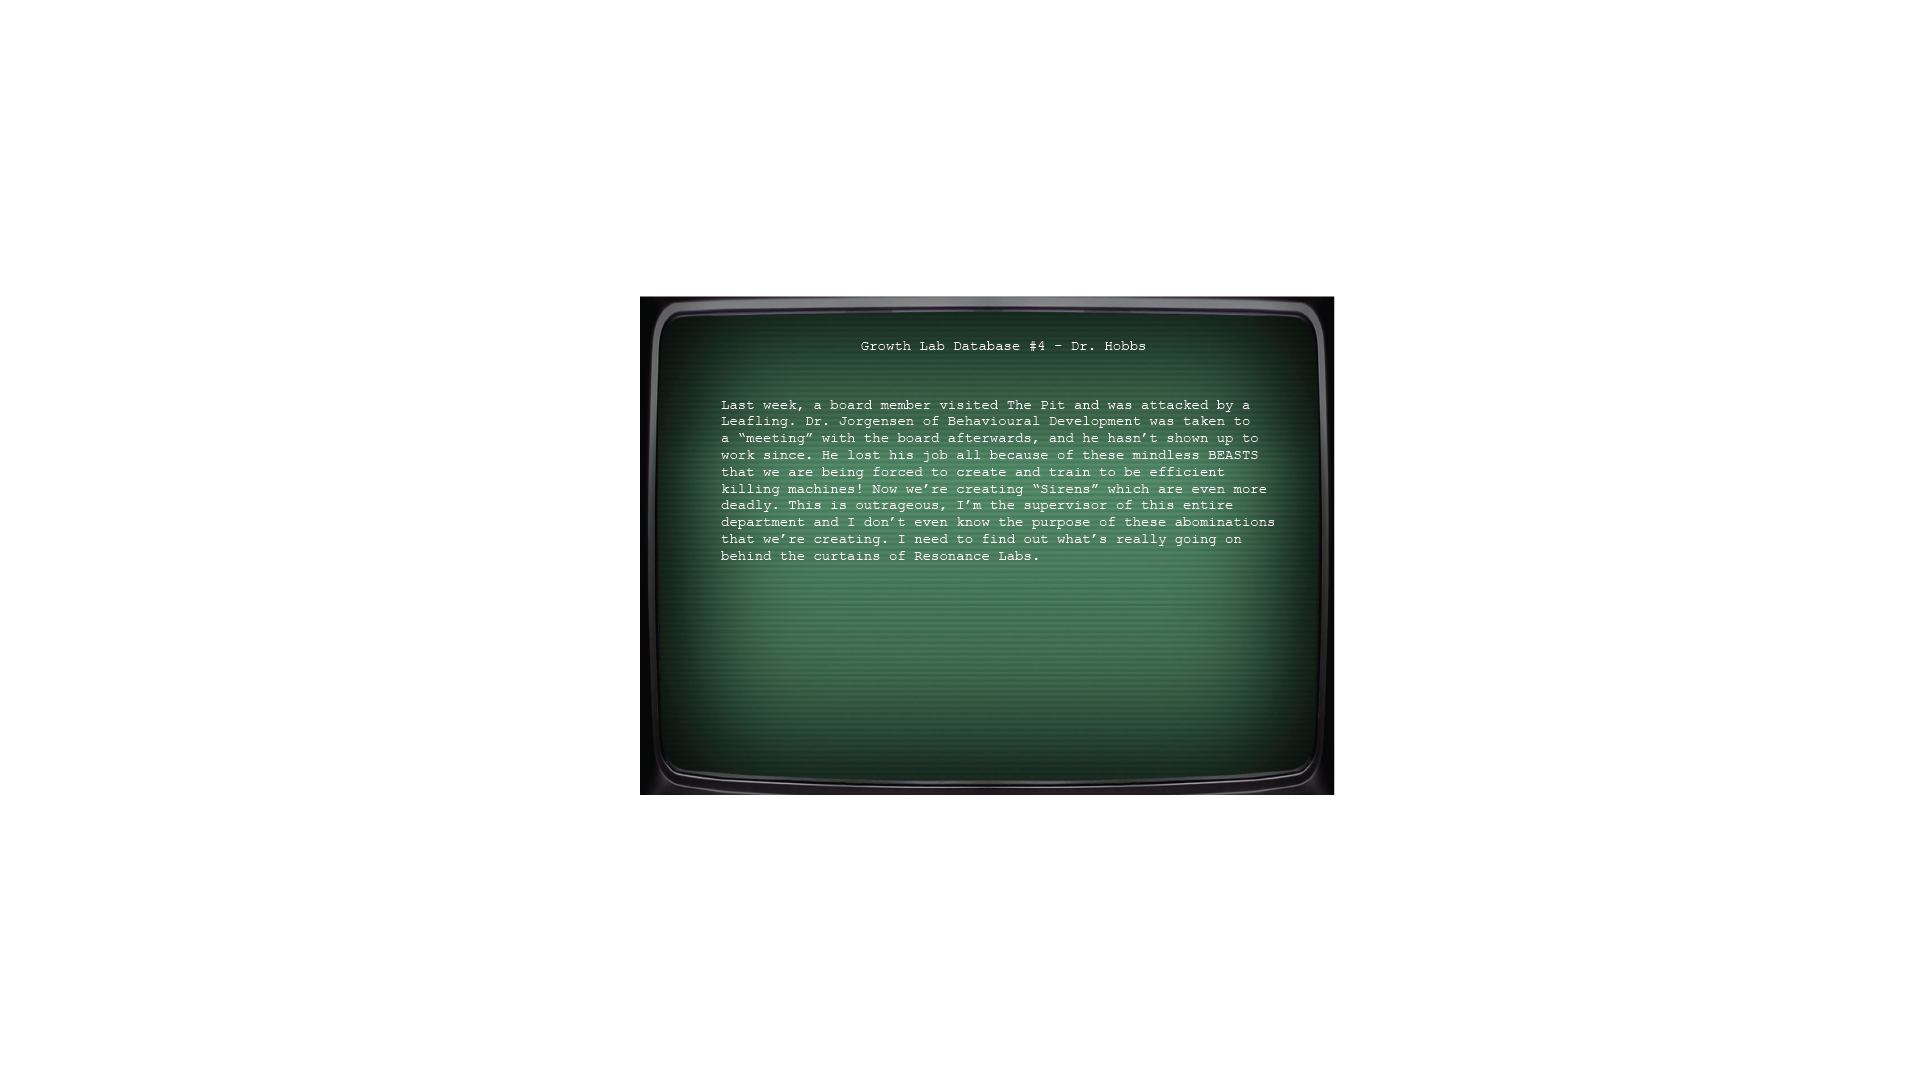 Growth Lab Database #4 - Dr. Hobbs
Last week, a board member visited The Pit and was attacked by a
Leafling. Dr. Jorgensen of Behavioural Development was taken to
a “meeting” with the board afterwards, and he hasn’t shown up to
work since. He lost his job all because of these mindless BEASTS
that we are being forced to create and train to be efficient
killing machines! Now we’re creating “Sirens” which are even more
deadly. This is outrageous, I’m the supervisor of this entire
department and I don’t even know the purpose of these abominations
that we’re creating. I need to find out what’s really going on
behind the curtains of Resonance Labs.